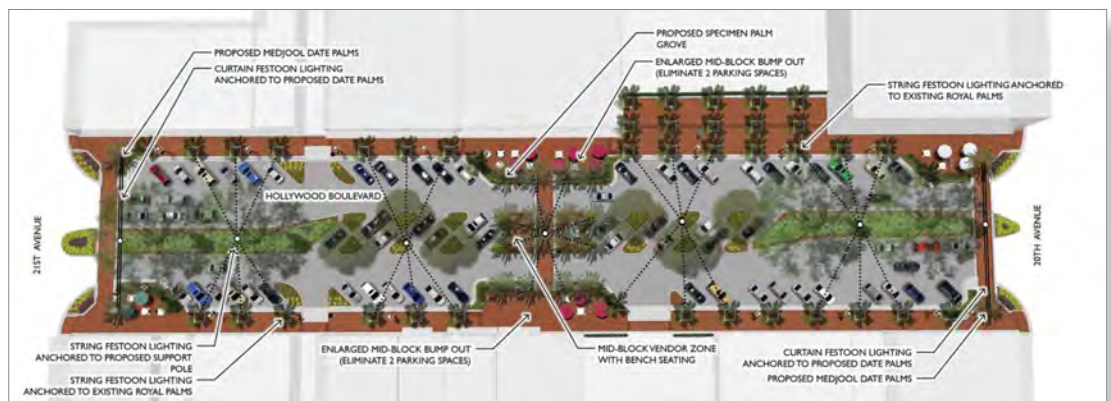 PROPOSED MEDJOOL DATE PALMS
CURTAIN FESTOON LIGHTING
ANCHORED TO PROPOSED DATE PALMS
PROPOSED SPECIMEN PALM
GROVE
ENLARGED MID-BLOCK BUMP OUT
(ELIMINATE 2 PARKING SPACES)
STRING FESTOON LIGHTING ANCHORED
TO EXISTING ROYAL PALMS
HOLLYWOOD BOULEVARD
21ST AVENUE
20TH AVENUE
STRING FESTOON LIGHTING
ANCHORED TO PROPOSED SUPPORT
POLE
STRING FESTOON LIGHTING
ANCHORED TO EXISTING ROYAL PALMS
ENLARGED MID-BLOCK BUMP OUT
(ELIMINATE 2 PARKING SPACES)
MID-BLOCK VENDOR ZONE
WITH BENCH SEATING
CURTAIN FESTOON LIGHTING
ANCHORED TO PROPOSED DATE PALMS
PROPOSED MEDJOOL DATE PALMS